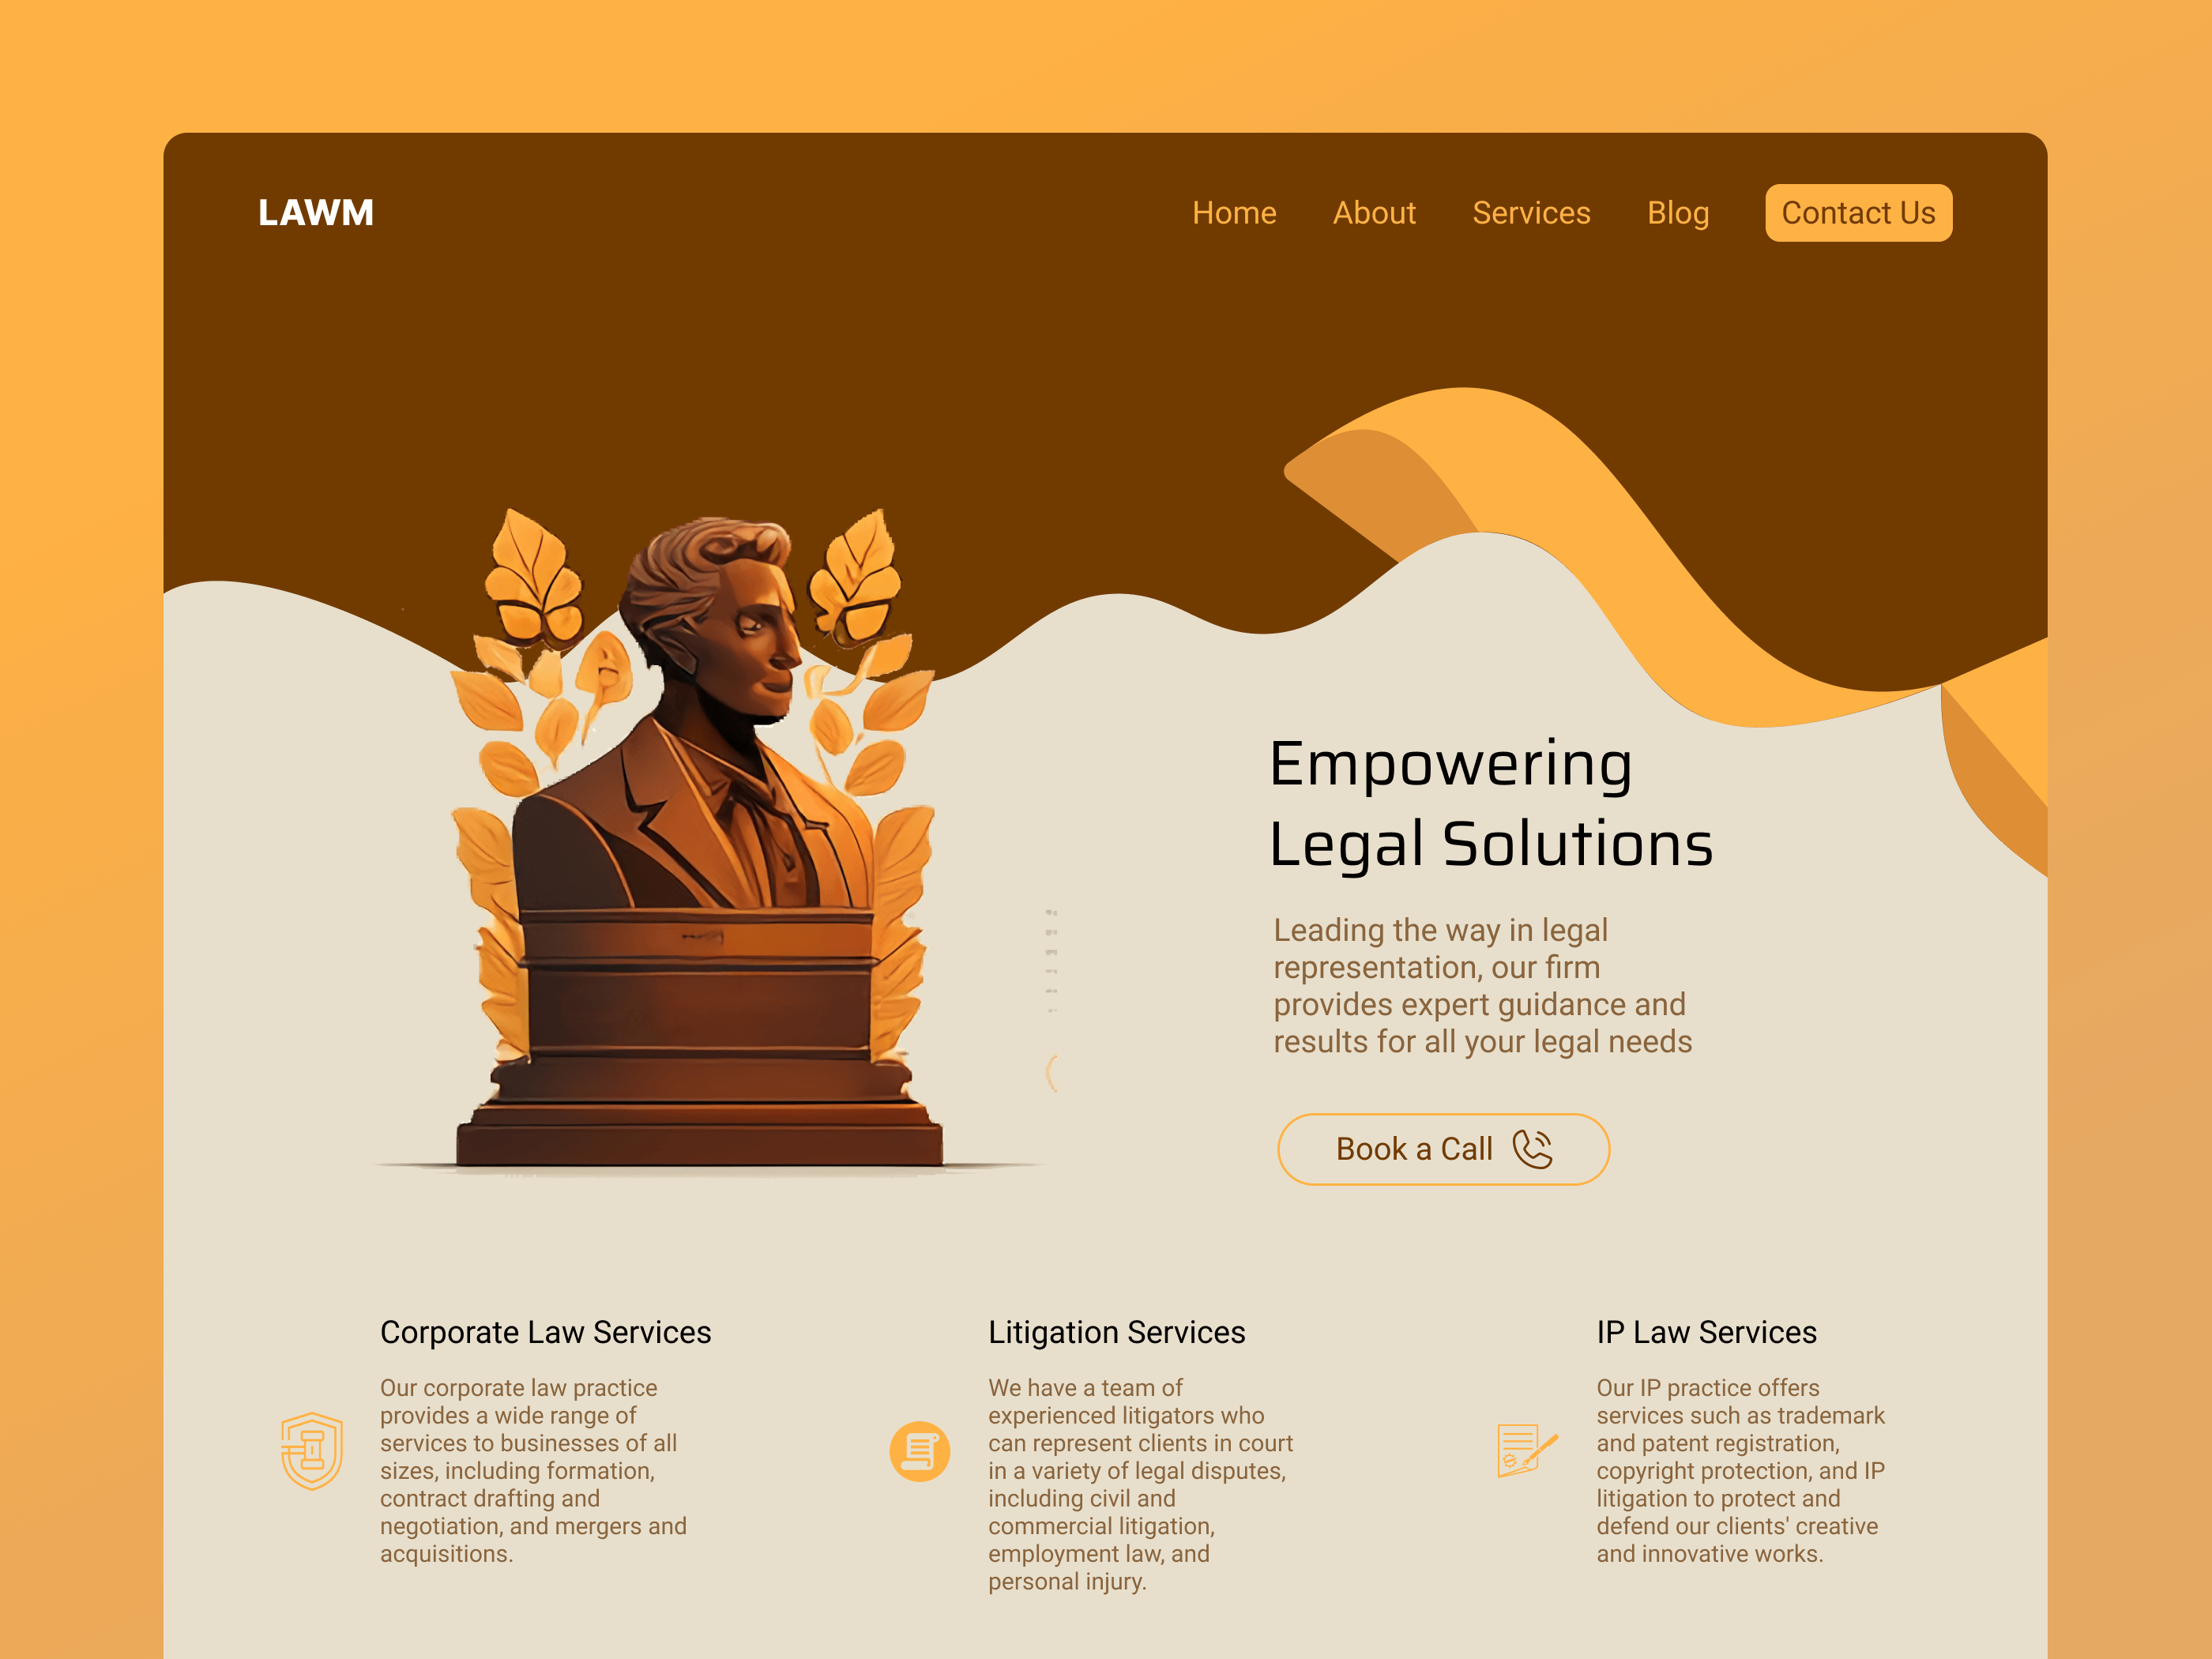 LAWM
Home About Services Blog Contact Us
Empowering
Legal Solutions
Leading the way in legal
representation, our firm
provides expert guidance and
results for all your legal needs
Book a Call
Corporate Law Services
Our corporate law practice
provides a wide range of
services to businesses of all
sizes, including formation,
contract drafting and
negotiation, and mergers and
acquisitions.
Litigation Services
We have a team of
experienced litigators who
can represent clients in court
in a variety of legal disputes,
including civil and
commercial litigation,
employment law, and
personal injury.
IP Law Services
Our IP practice offers
services such as trademark
and patent registration,
copyright protection, and IP
litigation to protect and
defend our clients' creative
and innovative works.